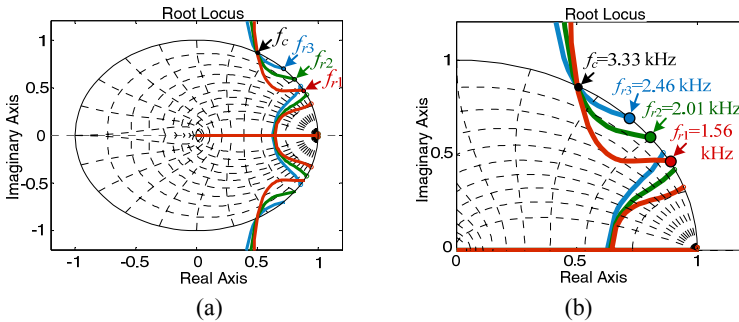 Root Locus
1
0.5
0
-0.5
-1
Imaginary Axis
-1
-0.5
0
0.5
1
Real Axis
fc
fr3
fr2
fr1
(a)
Root Locus
1
0.5
0
Imaginary Axis
0
0.5
1
Real Axis
fc=3.33 kHz
fr3=2.46 kHz
fr2=2.01 kHz
fr1=1.56
kHz
(b)